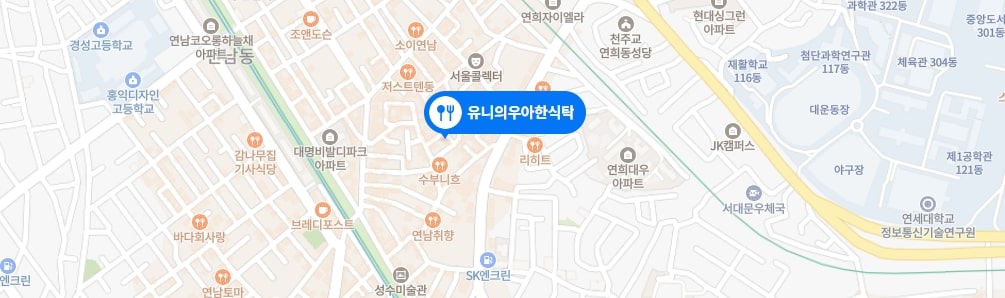 연희자이엘라
현대싱그런
아파트
과학관 322동
중앙도서
301동
경성고등학교
연남코오롱하늘채
아파트
연남동
조앤도슨
소이연남
천주교
연희동성당
첨단과학연구관
117동
체육관 304동
재활학교
116동
서울콜렉터
저스트텐동
홍익디자인
고등학교
대운동장
유니의우아한식탁
감나무집
기사식당
대명비발디파크
아파트
리히트
JK캠퍼스
제1공학관
121동
수부니흐
연희대우
아파트
야구장
서대문우체국
바다회사랑
브레디포스트
연남취향
연세대학교
정보통신기술연구원
SK엔크린
엔크린
연남토마
성수미술관